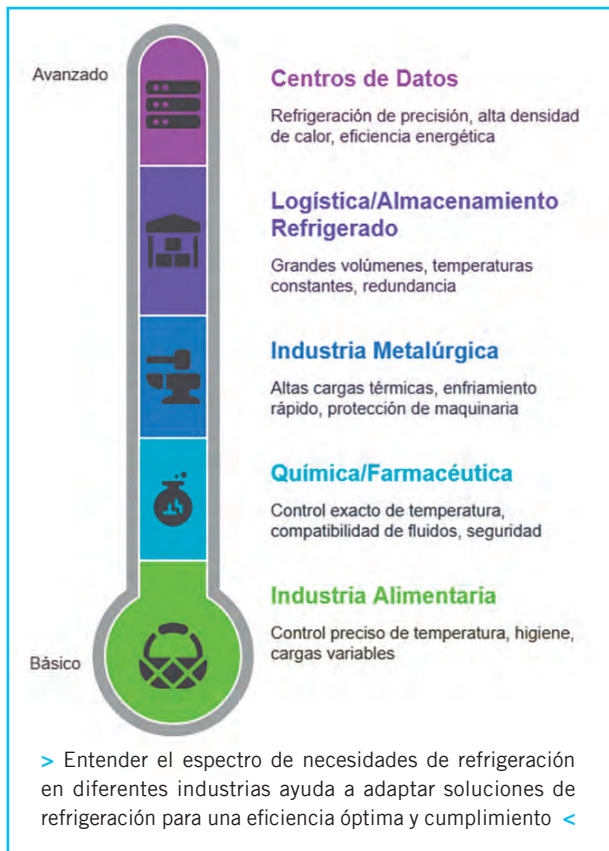 Avanzado
Centros de Datos
Refrigeración de precisión, alta densidad
de calor, eficiencia energética
Logística/Almacenamiento
Refrigerado
Grandes volúmenes, temperaturas
constantes, redundancia
Industria Metalúrgica
Altas cargas térmicas, enfriamiento
rápido, protección de maquinaria
Química/Farmacéutica
Control exacto de temperatura,
compatibilidad de fluidos, seguridad
Industria Alimentaria
Control preciso de temperatura, higiene,
cargas variables
Básico
> Entender el espectro de necesidades de refrigeración
en diferentes industrias ayuda a adaptar soluciones de
refrigeración para una eficiencia óptima y cumplimiento <